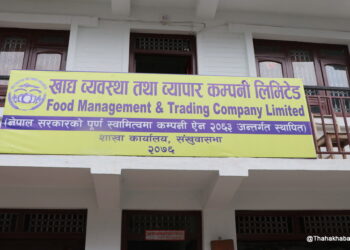 खाद्य व्यवस्था तथा व्यापार कम्पनी लिमिटेड
Food Management & Trading Company Limited
(नेपाल सरकारको पूर्ण स्वामित्वमा कम्पनी ऐन २०६३ अन्तर्गत स्थापित)
शाखा कार्यालय, संखुवासभा
२०७६
@Thahakhaba